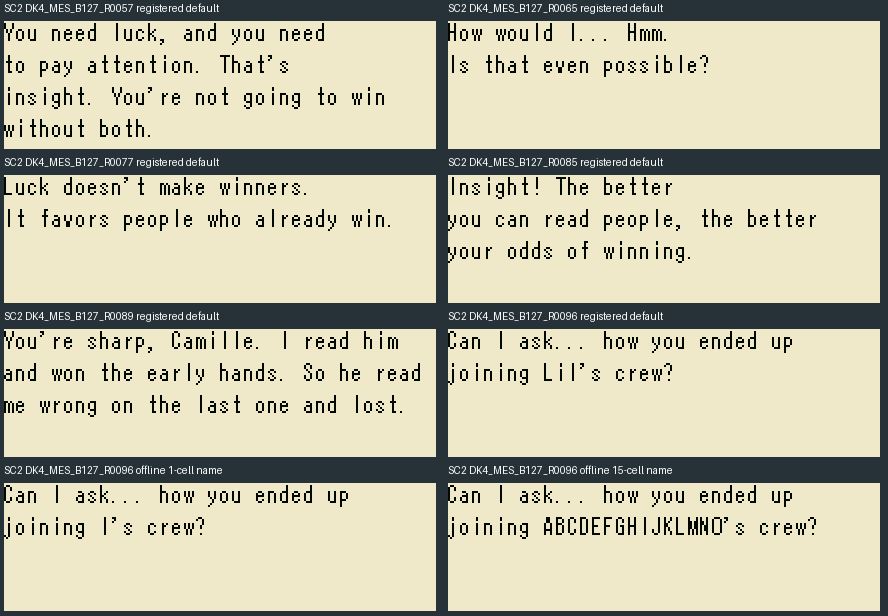 SC2 DK4_MES_B127_R0057 registered default
You need luck, and you need
to pay attention. That's
insight. You're not going to win
without both.
SC2 DK4_MES_B127_R0065 registered default
How would I... Hmm.
Is that even possible?
SC2 DK4_MES_B127_R0077 registered default
Luck doesn't make winners.
It favors people who already win.
SC2 DK4_MES_B127_R0085 registered default
Insight! The better
you can read people, the better
your odds of winning.
SC2 DK4_MES_B127_R0089 registered default
You're sharp, Camille. I read him
and won the early hands. So he read
me wrong on the last one and lost.
SC2 DK4_MES_B127_R0096 registered default
Can I ask... how you ended up
joining Lil's crew?
SC2 DK4_MES_B127_R0096 offline 1-cell name
Can I ask... how you ended up
joining I's crew?
SC2 DK4_MES_B127_R0096 offline 15-cell name
Can I ask... how you ended up
joining ABCDEFGHIJKLMNO's crew?